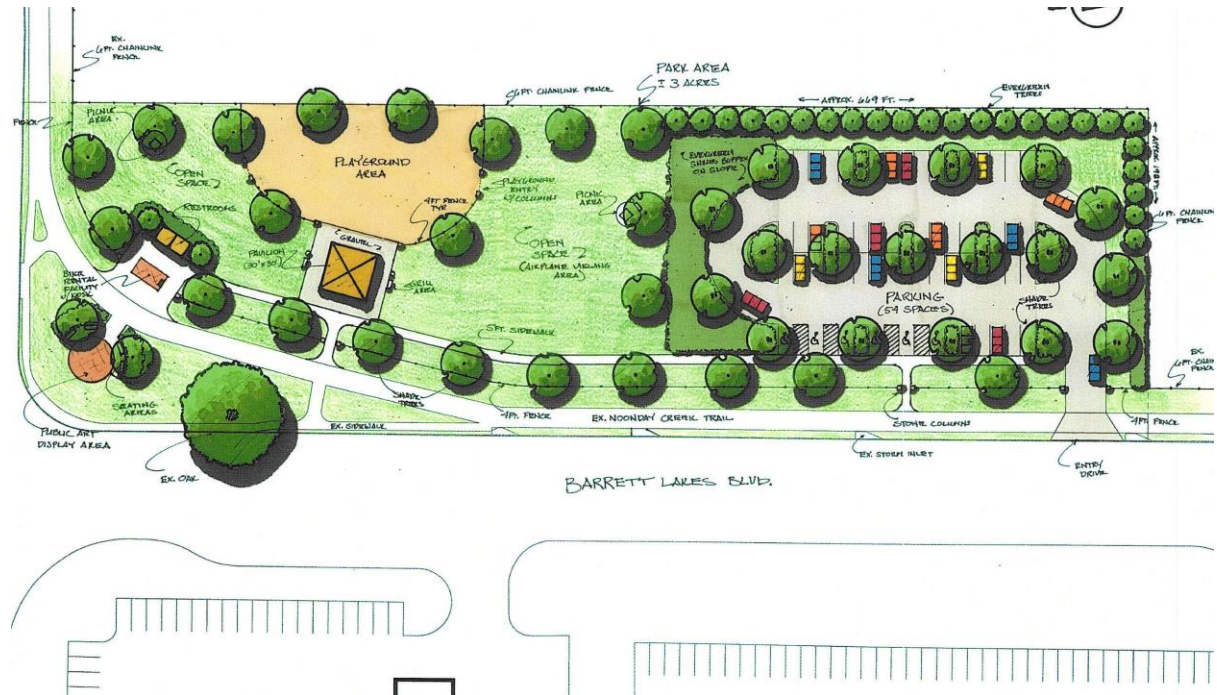 EX.
6FT. CHAINLINK
FENCE
PARK AREA
± 3 ACRES
6FT CHAINLINK FENCE
APPROX. 669 FT.
EVERGREEN
TREES
PICNIC
AREA
FENCE
PLAYGROUND
AREA
EVERGREEN
SHRUB BUFFER
ON SLOPE
OPEN
SPACE
PLAYGROUND
ENTRY
W/ COLUMNS
PICNIC
AREA
4FT FENCE
TYP.
RESTROOMS
6FT. CHAINLINK
FENCE
GRAVEL
PAVILION
(30'x30')
OPEN
SPACE
(AIRPLANE VIEWING
AREA)
BIKE
RENTAL
FACILITY
KIOSK
GRILL
AREA
PARKING
(54 SPACES)
SHADE
TREES
5FT. SIDEWALK
EX.
6FT. CHAINLINK
FENCE
SEATING
AREAS
SHADE
TREES
4FT. FENCE
EX. NOONDAY CREEK TRAIL
STONE COLUMNS
4FT. FENCE
PUBLIC ART
DISPLAY AREA
EX. SIDEWALK
EX. STORM INLET
ENTRY
DRIVE
EX. OAK
BARRETT LAKES BLVD.